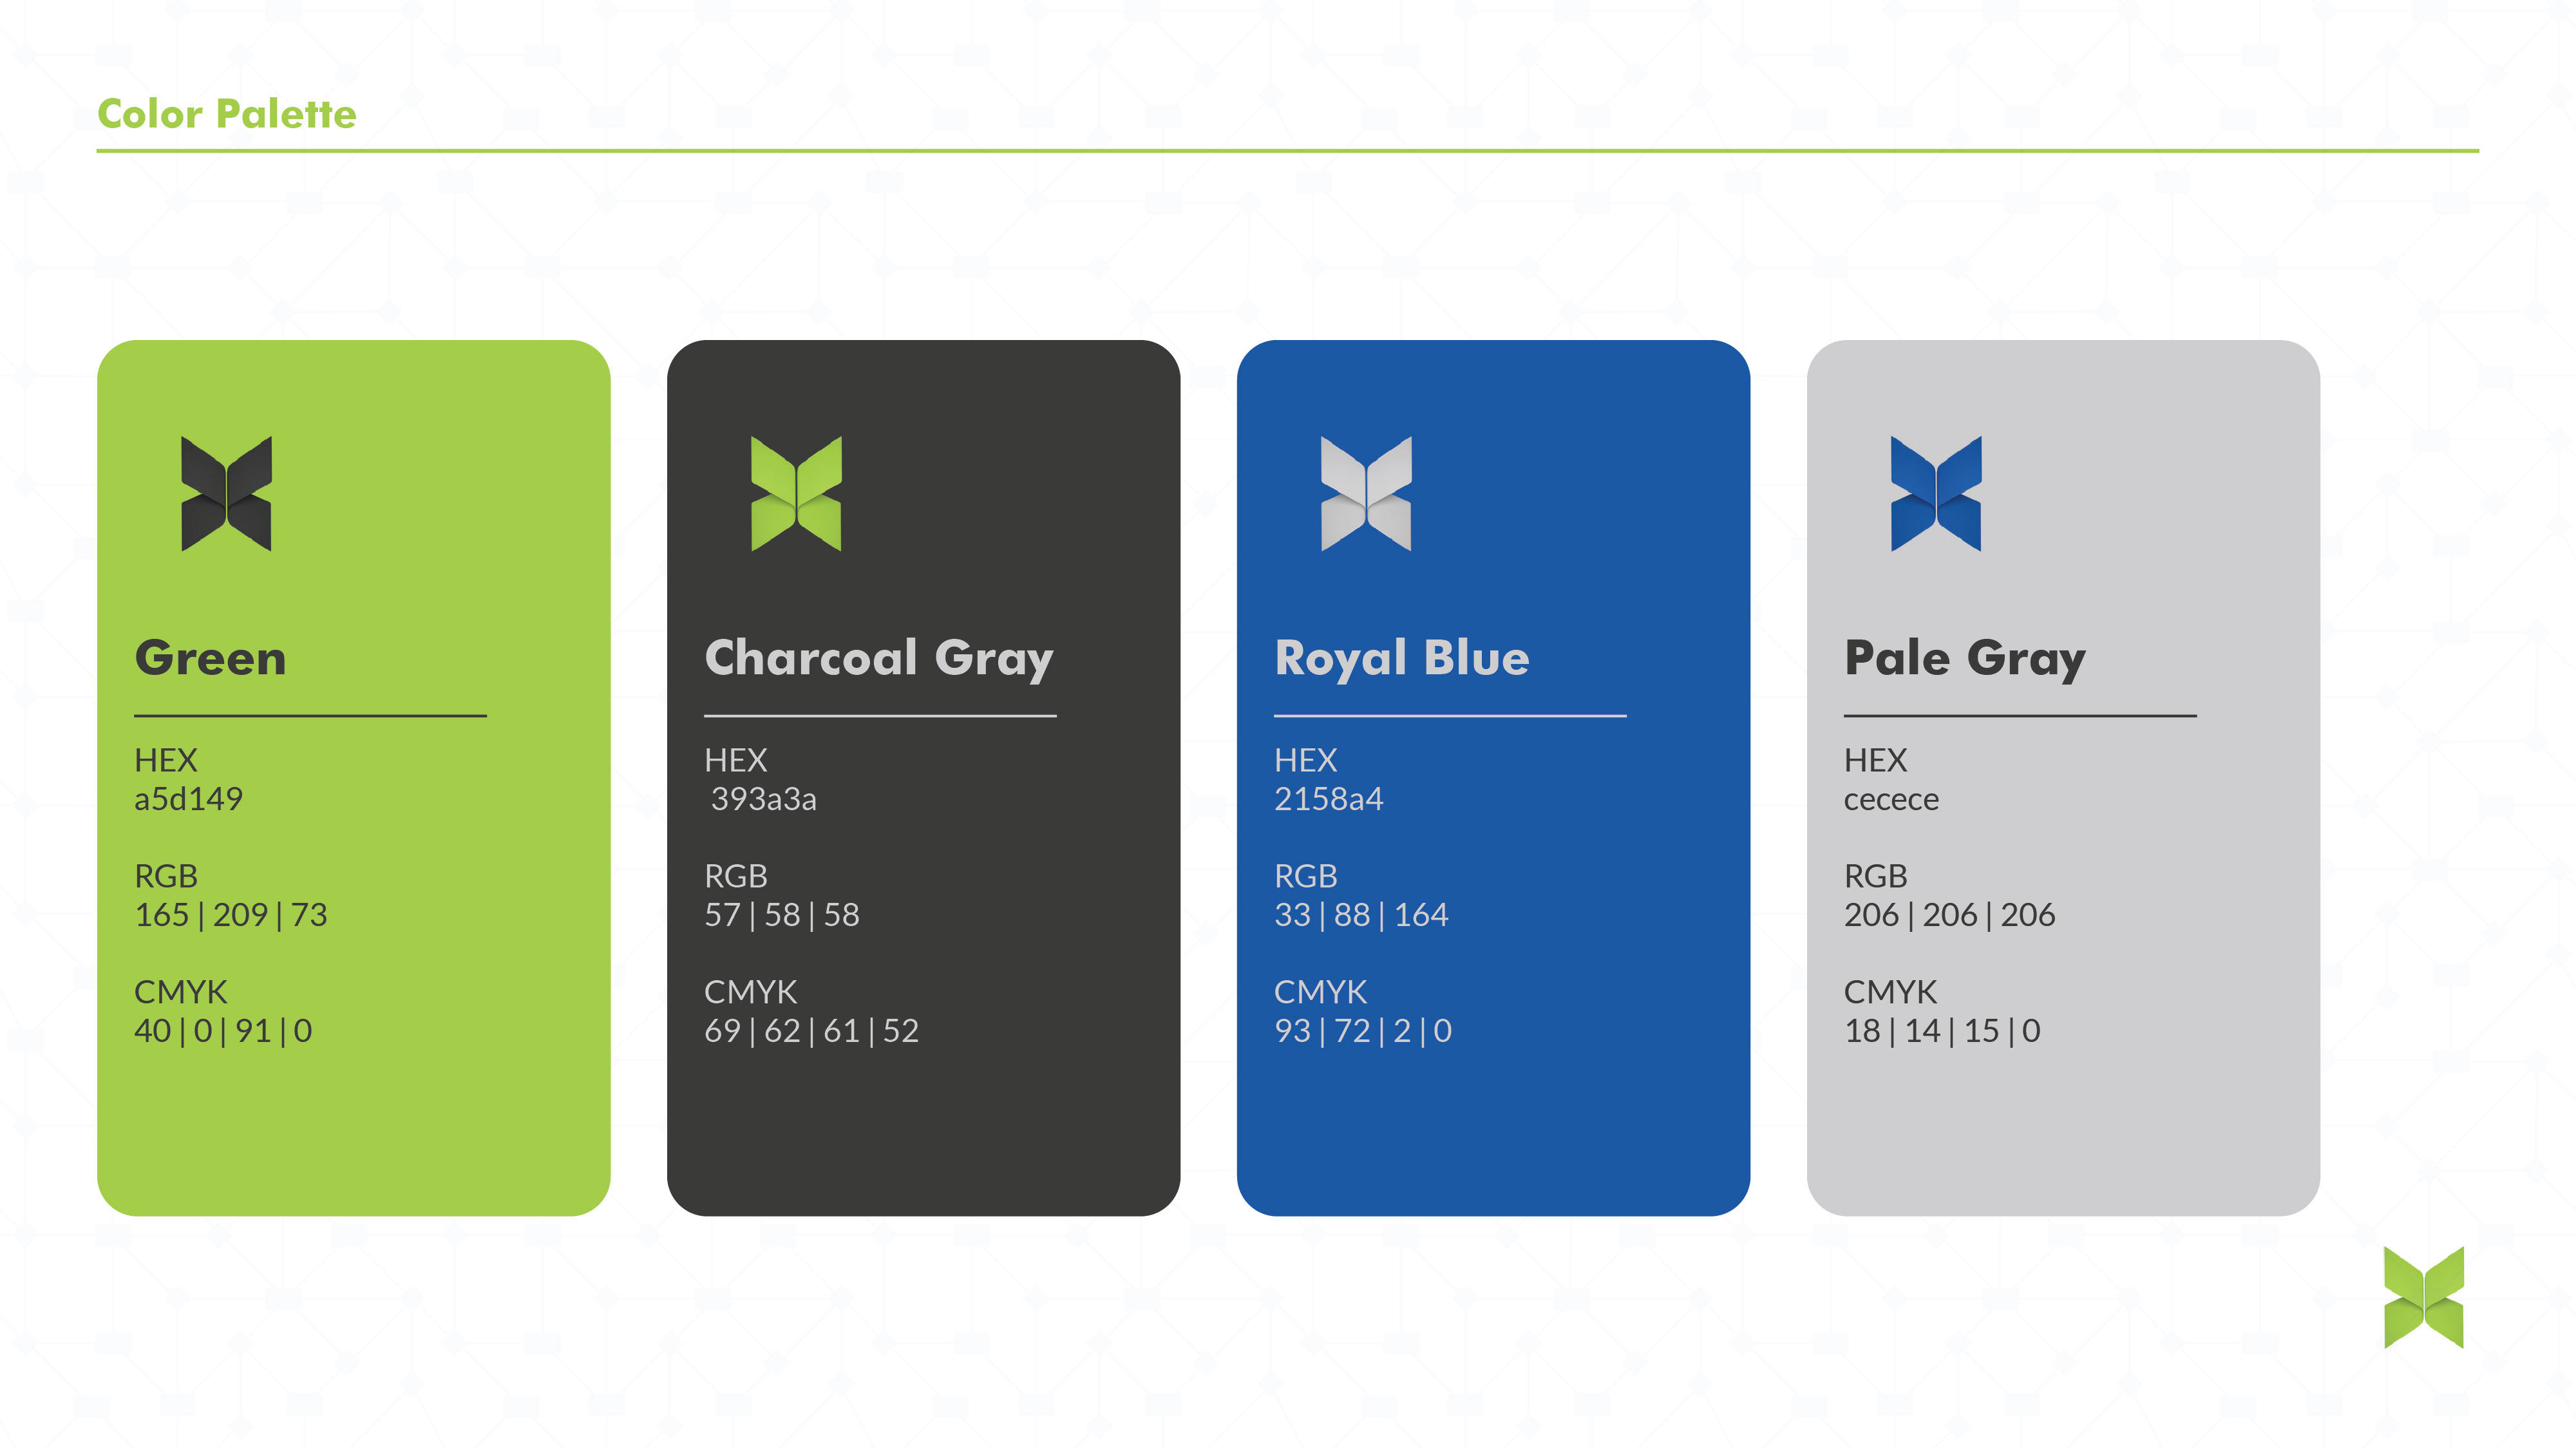 Color Palette
Green
HEX
a5d149
RGB
165 | 209 | 73
CMYK
40 | 0 | 91 | 0
Charcoal Gray
HEX
393a3a
RGB
57 | 58 | 58
CMYK
69 | 62 | 61 | 52
Royal Blue
HEX
2158a4
RGB
33 | 88 | 164
CMYK
93 | 72 | 2 | 0
Pale Gray
HEX
cecece
RGB
206 | 206 | 206
CMYK
18 | 14 | 15 | 0